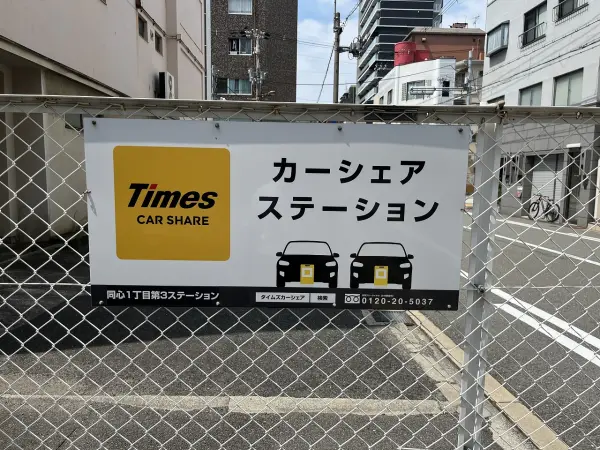 Times
CAR SHARE
カーシェア
ステーション
同心1丁目第3ステーション
タイムズカーシェア 検索
0120-20-5037